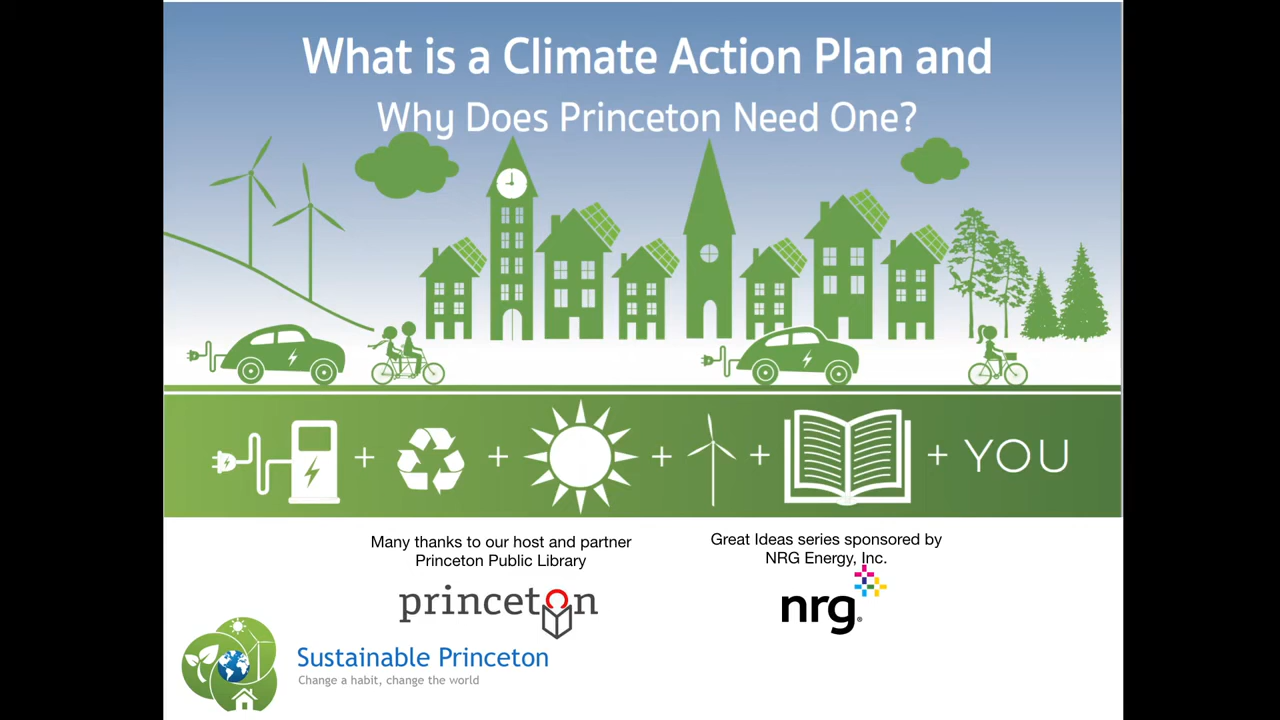 What is a Climate Action Plan and
Why Does Princeton Need One?
+ + + + + YOU
Many thanks to our host and partner
Princeton Public Library
princeton
Great Ideas series sponsored by
NRG Energy, Inc.
nrg®
Sustainable Princeton
Change a habit, change the world